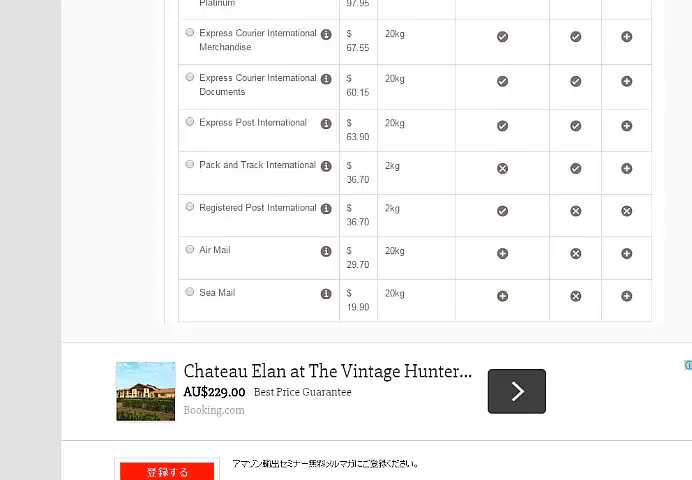 Platinum 97.95
Express Courier International $ 20kg
Merchandise 67.55
Express Courier International $ 20kg
Documents 60.15
Express Post International $ 20kg
63.90
Pack and Track International $ 2kg
36.70
Registered Post International $ 2kg
36.70
Air Mail $ 20kg
29.70
Sea Mail $ 20kg
19.90
Chateau Elan at The Vintage Hunter...
AU$229.00 Best Price Guarantee
Booking.com
登録する
アマゾン輸出セミナー無料メルマガにご登録ください。